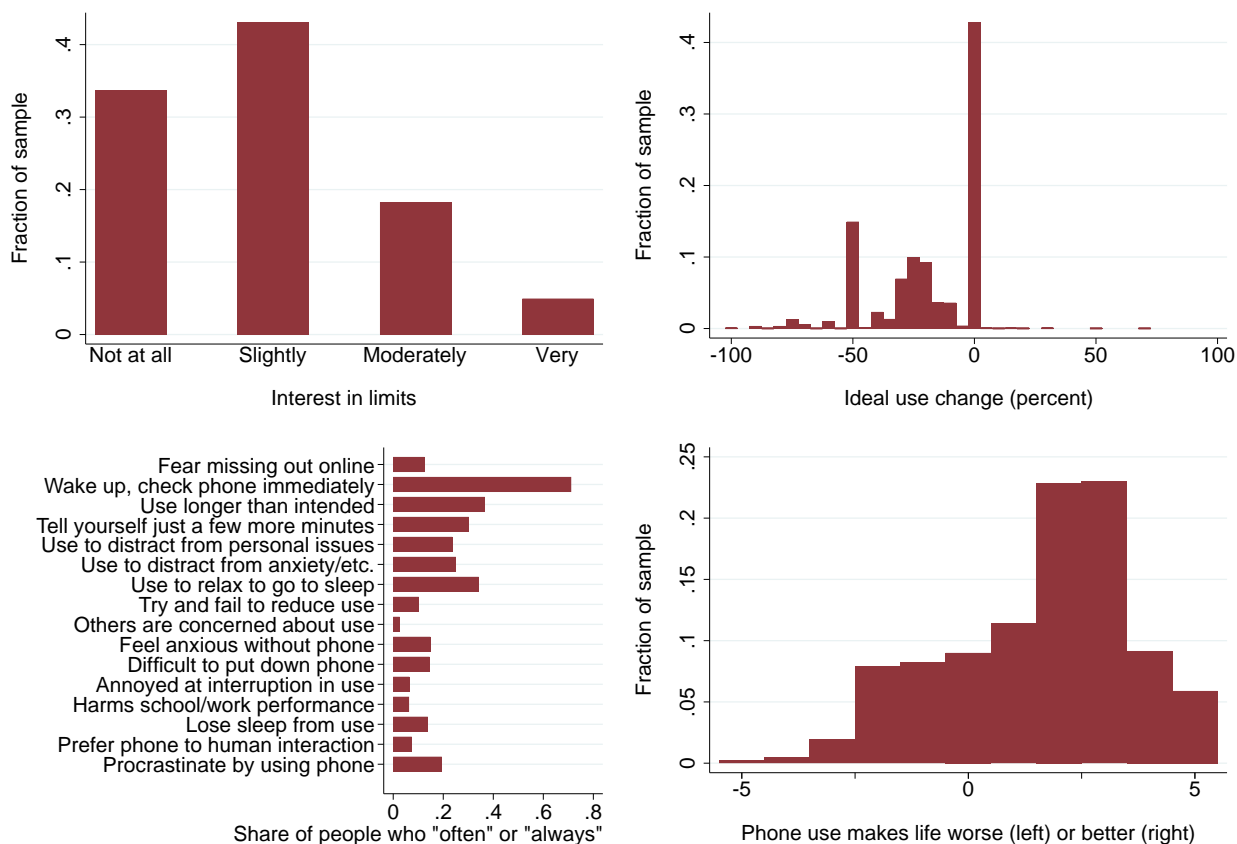 Fraction of sample
.4
.3
.2
.1
0
Not at all
Slightly
Moderately
Very
Interest in limits
Fraction of sample
.4
.3
.2
.1
0
-100
-50
0
50
100
Ideal use change (percent)
Fear missing out online
Wake up, check phone immediately
Use longer than intended
Tell yourself just a few more minutes
Use to distract from personal issues
Use to distract from anxiety/etc.
Use to relax to go to sleep
Try and fail to reduce use
Others are concerned about use
Feel anxious without phone
Difficult to put down phone
Annoyed at interruption in use
Harms school/work performance
Lose sleep from use
Prefer phone to human interaction
Procrastinate by using phone
0
.2
.4
.6
.8
Share of people who "often" or "always"
Fraction of sample
.25
.2
.15
.1
.05
0
-5
0
5
Phone use makes life worse (left) or better (right)